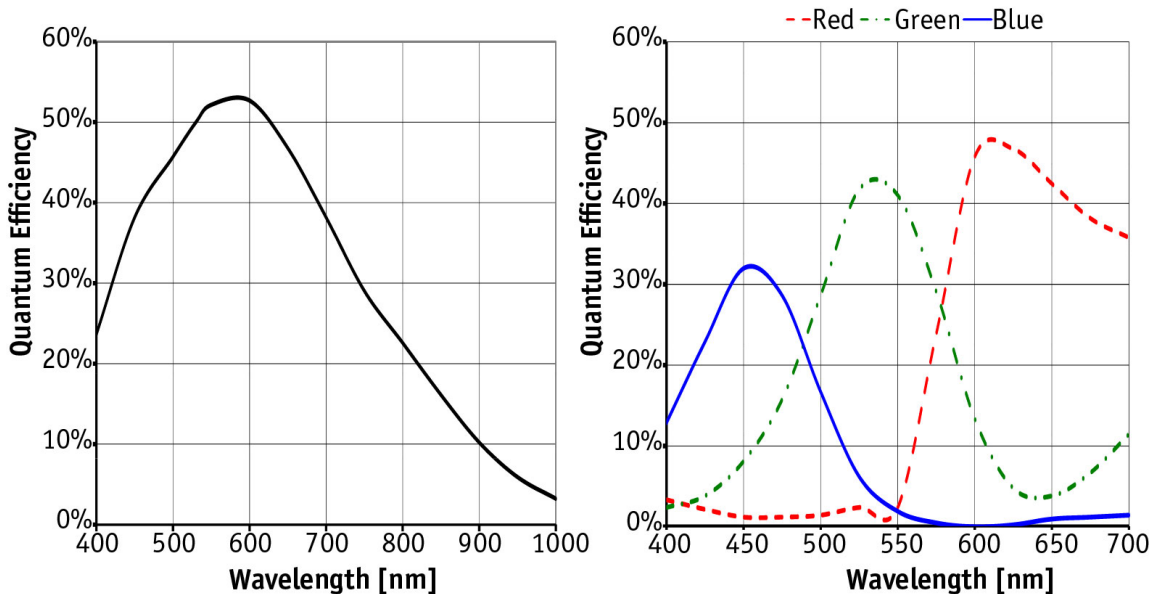 60%
50%
40%
30%
20%
10%
0%
Quantum Efficiency
400 500 600 700 800 900 1000
Wavelength [nm]
Red Green Blue
60%
50%
40%
30%
20%
10%
0%
Quantum Efficiency
400 450 500 550 600 650 700
Wavelength [nm]